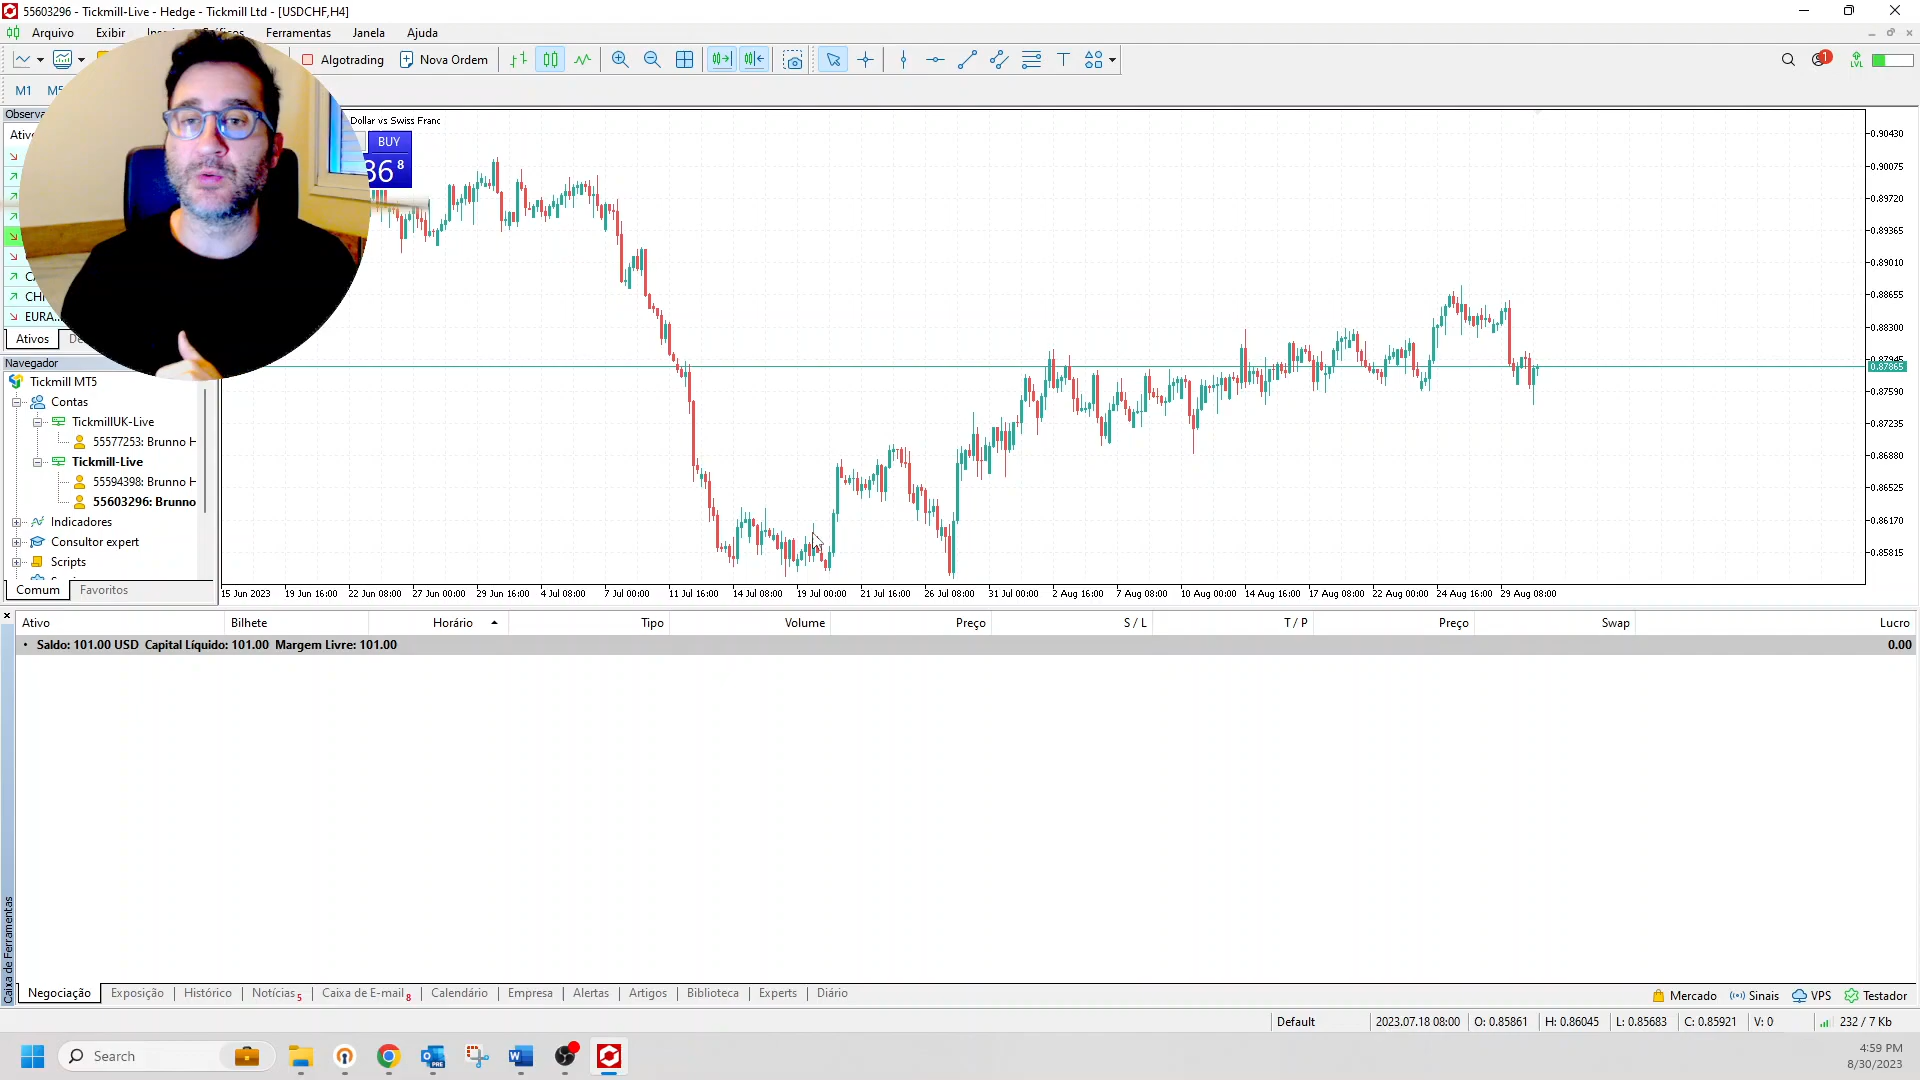 55603296 - Tickmill-Live - Hedge - Tickmill Ltd - [USDCHF,H4]
Arquivo Exibir Ferramentas Janela Ajuda
Algotrading Nova Ordem
1
LVL
M1
Dollar vs Swiss Franc
BUY
36 8
EURA...
Ativos
Navegador
Tickmill MT5
Contas
TickmillUK-Live
55577253: Brunno H
Tickmill-Live
55594398: Brunno H
55603296: Brunno
Indicadores
Consultor expert
Scripts
Comum Favoritos
0.90430
0.90075
0.89720
0.89365
0.89010
0.88655
0.88300
0.87945
0.87865
0.87590
0.87235
0.86880
0.86525
0.86170
0.85815
15 Jun 2023 19 Jun 16:00 22 Jun 08:00 27 Jun 00:00 29 Jun 16:00 4 Jul 08:00 7 Jul 00:00 11 Jul 16:00 14 Jul 08:00 19 Jul 00:00 21 Jul 16:00 26 Jul 08:00 31 Jul 00:00 2 Aug 16:00 7 Aug 08:00 10 Aug 00:00 14 Aug 16:00 17 Aug 08:00 22 Aug 00:00 24 Aug 16:00 29 Aug 08:00
Ativo Bilhete Horário Tipo Volume Preço S / L T / P Preço Swap Lucro
Saldo: 101.00 USD Capital Líquido: 101.00 Margem Livre: 101.00 0.00
Caixa de Ferramentas
Negociação Exposição Histórico Notícias 5 Caixa de E-mail 8 Calendário Empresa Alertas Artigos Biblioteca Experts Diário
Mercado Sinais VPS Testador
Default 2023.07.18 08:00 O: 0.85861 H: 0.86045 L: 0.85683 C: 0.85921 V: 0 232 / 7 Kb
Search
4:59 PM
8/30/2023